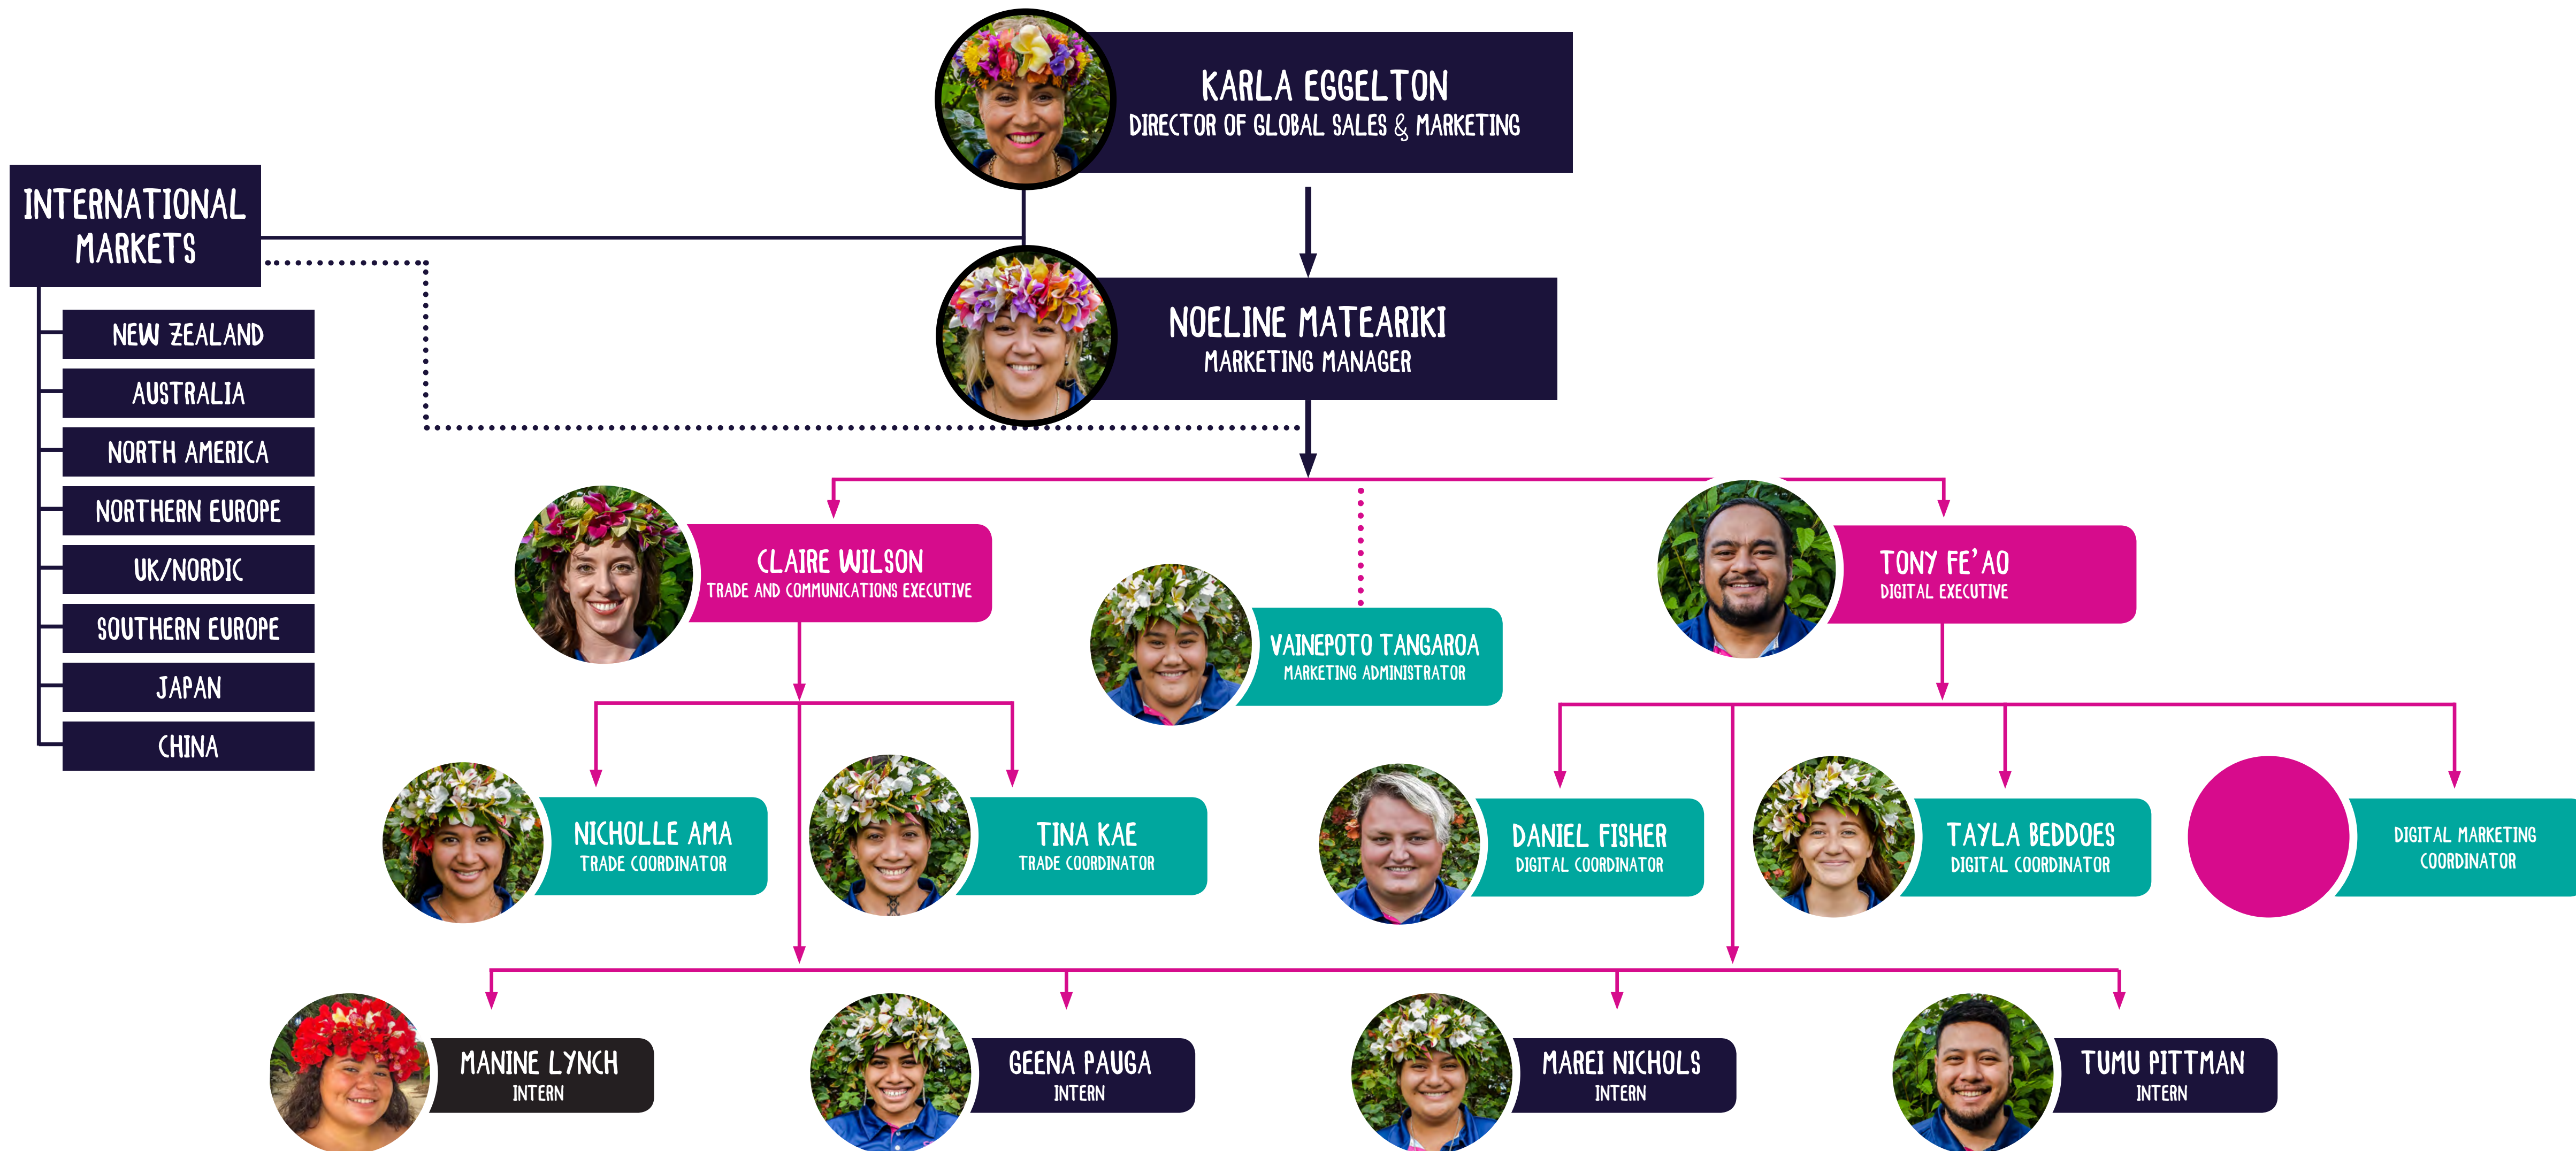 KARLA EGGELTON
DIRECTOR OF GLOBAL SALES & MARKETING
INTERNATIONAL
MARKETS
NEW ZEALAND
AUSTRALIA
NORTH AMERICA
NORTHERN EUROPE
UK/NORDIC
SOUTHERN EUROPE
JAPAN
CHINA
NOELINE MATEARIKI
MARKETING MANAGER
CLAIRE WILSON
TRADE AND COMMUNICATIONS EXECUTIVE
VAINEPOTO TANGAROA
MARKETING ADMINISTRATOR
TONY FE'AO
DIGITAL EXECUTIVE
NICHOLLE AMA
TRADE COORDINATOR
TINA KAE
TRADE COORDINATOR
DANIEL FISHER
DIGITAL COORDINATOR
TAYLA BEDDOES
DIGITAL COORDINATOR
DIGITAL MARKETING
COORDINATOR
MANINE LYNCH
INTERN
GEENA PAUGA
INTERN
MAREI NICHOLS
INTERN
TUMU PITTMAN
INTERN